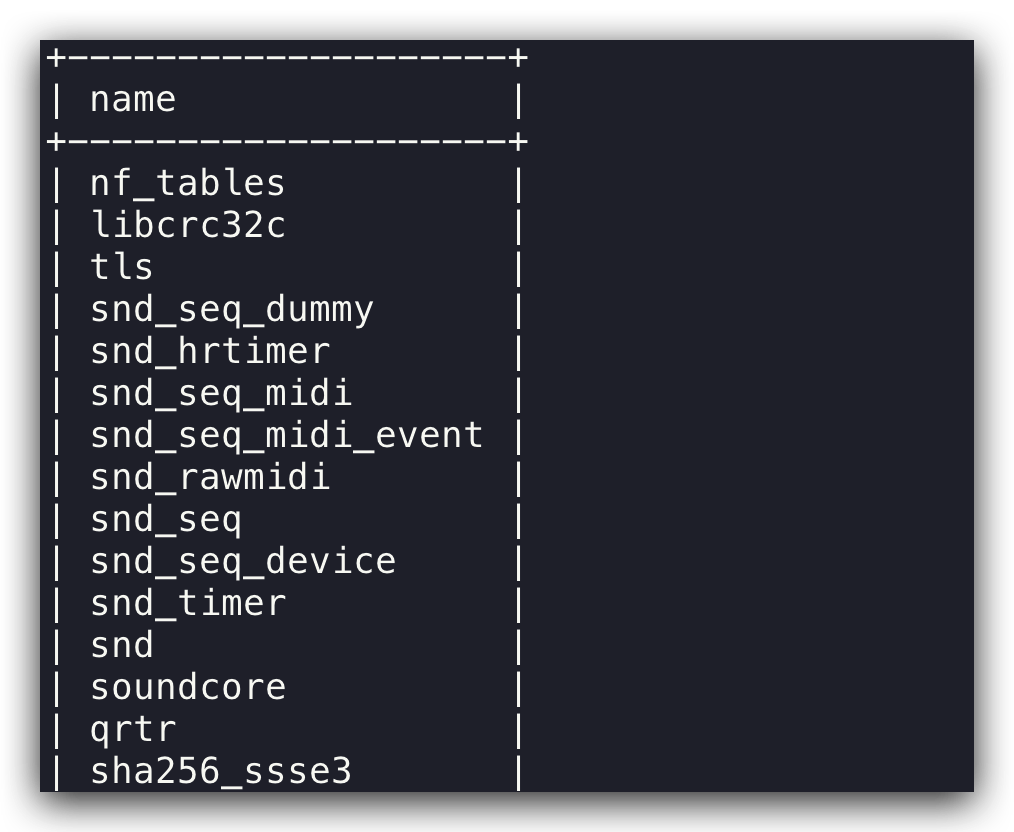 +--------------------+
| name               |
+--------------------+
| nf_tables          |
| libcrc32c          |
| tls                |
| snd_seq_dummy      |
| snd_hrtimer        |
| snd_seq_midi       |
| snd_seq_midi_event |
| snd_rawmidi        |
| snd_seq            |
| snd_seq_device     |
| snd_timer          |
| snd                |
| soundcore          |
| qrtr               |
| sha256_ssse3       |